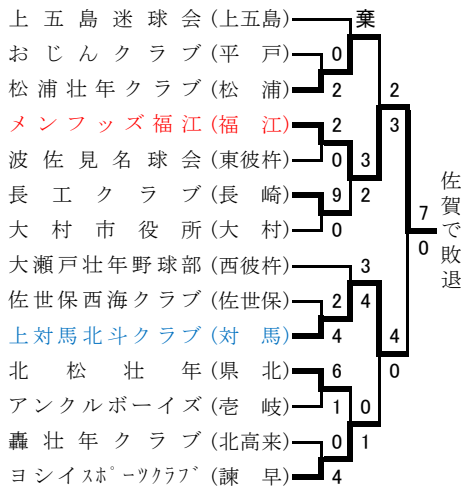 上五島迷球会(上五島)
棄
おじんクラブ(平戸)
0
松浦壮年クラブ(松浦)
2
2
メンフッズ福江(福江)
2
3
波佐見名球会(東彼杵)
0
3
長工クラブ(長崎)
9
2
大村市役所(大村)
0
7
0
佐賀で敗退
大瀬戸壮年野球部(西彼杵)
3
佐世保西海クラブ(佐世保)
2
4
上対馬北斗クラブ(対馬)
4
4
北松壮年(県北)
6
0
アンクルボーイズ(壱岐)
1
0
轟壮年クラブ(北高来)
0
1
ヨシイスポーツクラブ(諫早)
4